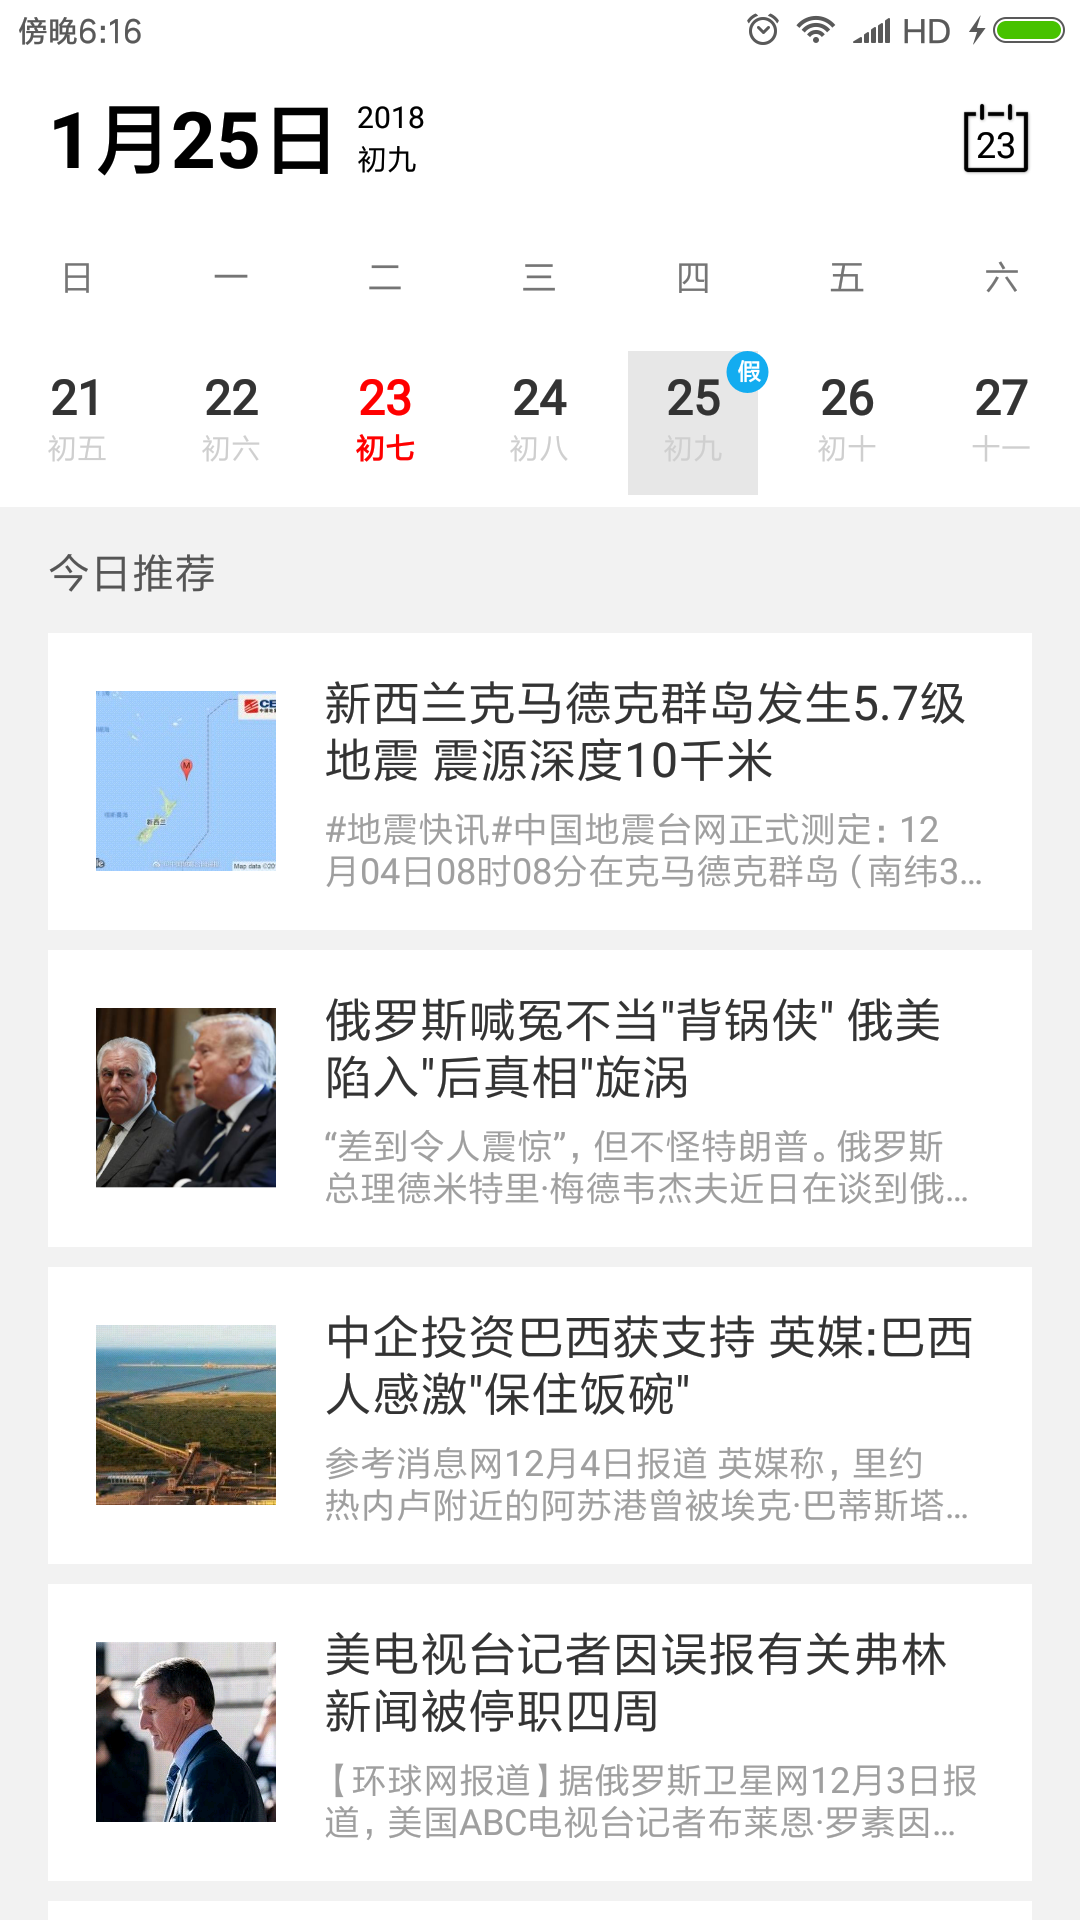 傍晚6:16
HD
1月25日
2018
初九
23
日 一 二 三 四 五 六
21 22 23 24 25 假 26 27
初五 初六 初七 初八 初九 初十 十一
今日推荐
新西兰克马德克群岛发生5.7级
地震 震源深度10千米
#地震快讯#中国地震台网正式测定：12
月04日08时08分在克马德克群岛（南纬3...
M
新西兰
Map data ©20
俄罗斯喊冤不当"背锅侠" 俄美
陷入"后真相"旋涡
“差到令人震惊”，但不怪特朗普。俄罗斯
总理德米特里·梅德韦杰夫近日在谈到俄...
中企投资巴西获支持 英媒:巴西
人感激"保住饭碗"
参考消息网12月4日报道 英媒称，里约
热内卢附近的阿苏港曾被埃克·巴蒂斯塔...
美电视台记者因误报有关弗林
新闻被停职四周
【环球网报道】据俄罗斯卫星网12月3日报
道，美国ABC电视台记者布莱恩·罗素因...